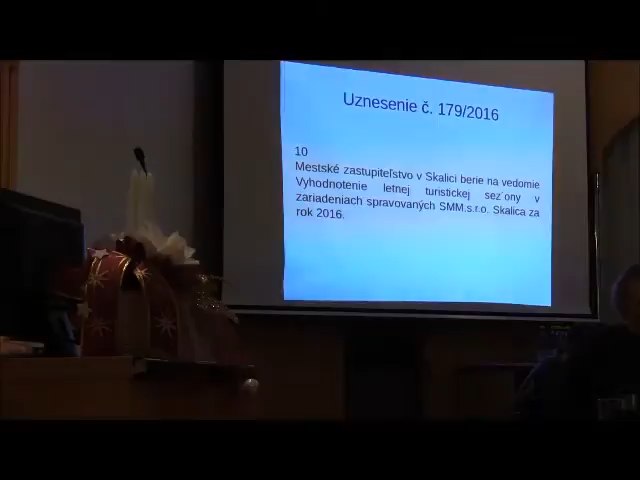 Uznesenie č. 179/2016
10
Mestské zastupiteľstvo v Skalici berie na vedomie
Vyhodnotenie letnej turistickej sez´ony v
zariadeniach spravovaných SMM.s.r.o. Skalica za
rok 2016.